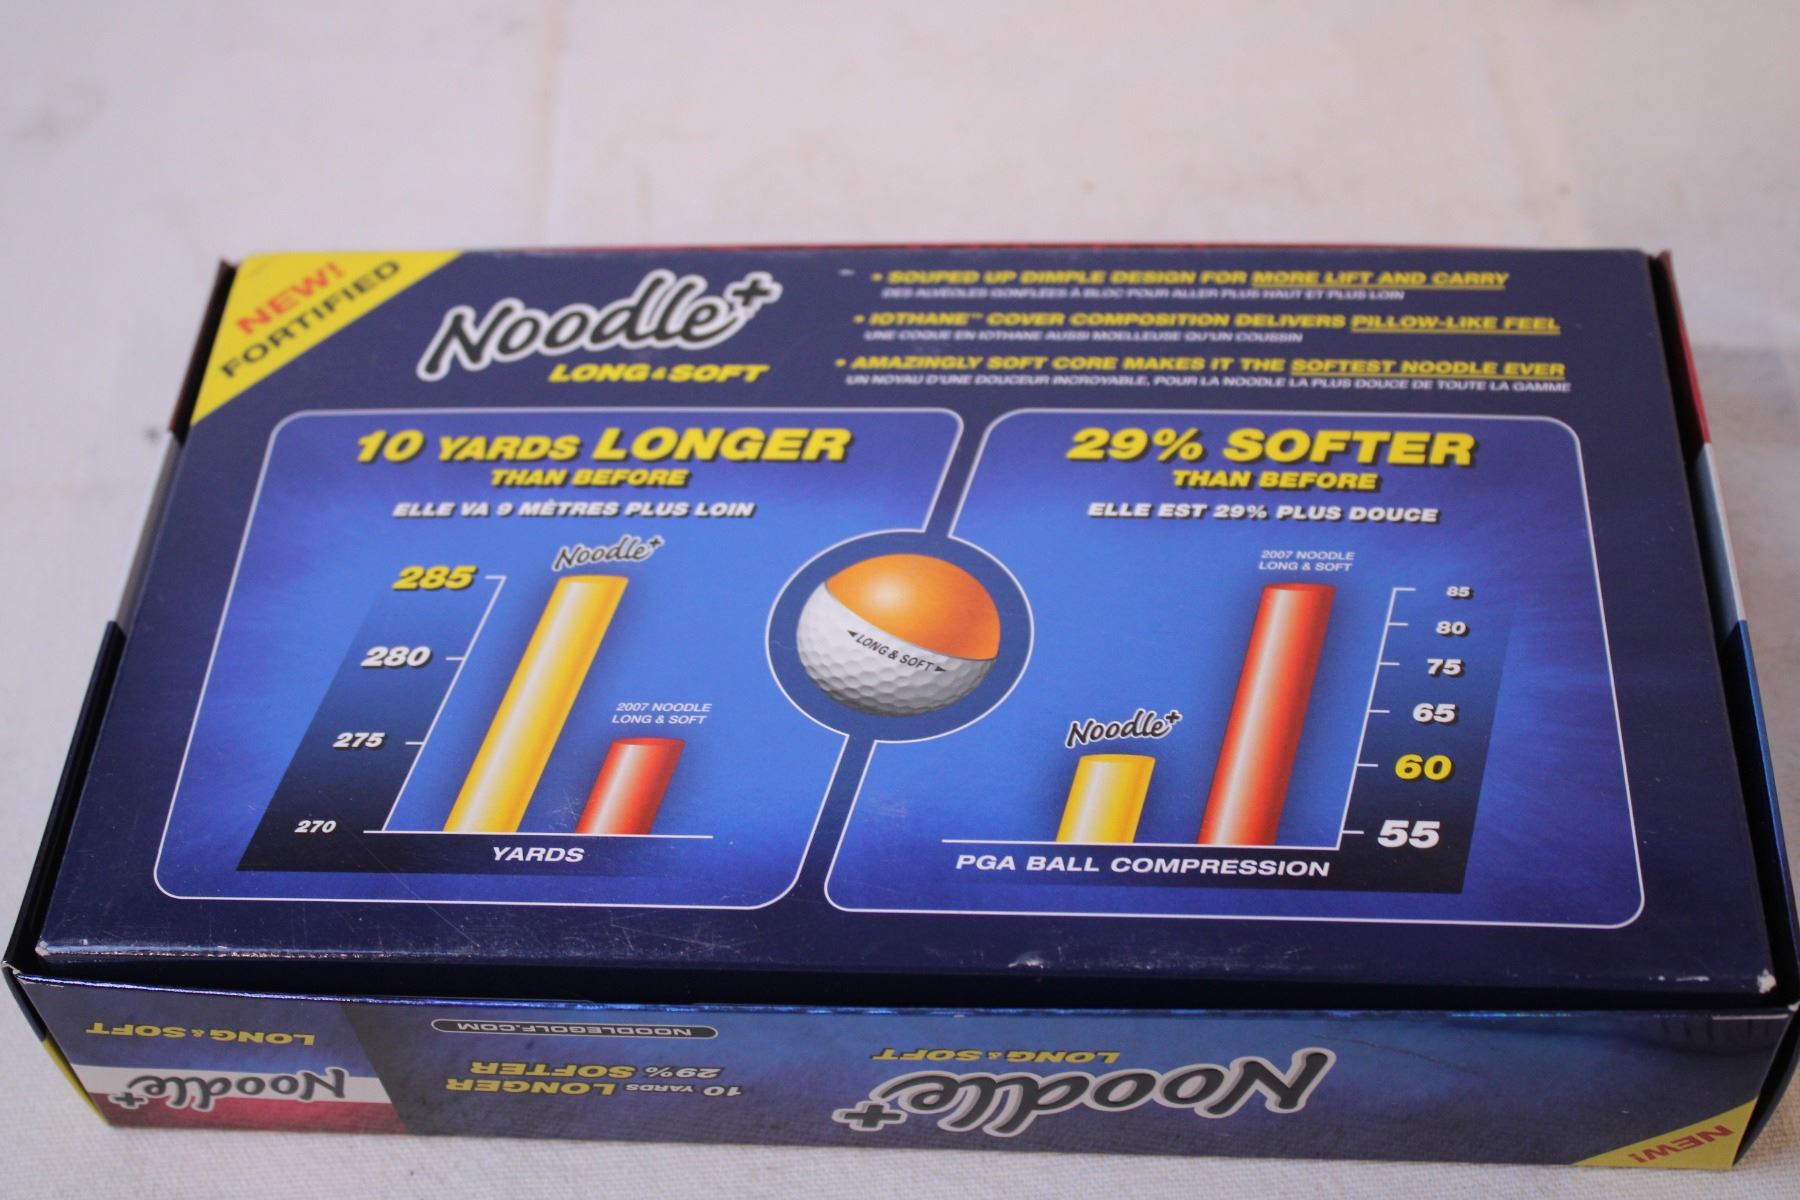 NEW!
FORTIFIED
Noodle+
LONG & SOFT
• SOUPED UP DIMPLE DESIGN FOR MORE LIFT AND CARRY
DES ALVÉOLES GONFLÉES À BLOC POUR ALLER PLUS HAUT ET PLUS LOIN
• IOTHANE™ COVER COMPOSITION DELIVERS PILLOW-LIKE FEEL
UNE COQUE EN IOTHANE AUSSI MOELLEUSE QU'UN COUSSIN
• AMAZINGLY SOFT CORE MAKES IT THE SOFTEST NOODLE EVER
UN NOYAU D'UNE DOUCEUR INCROYABLE, POUR LA NOODLE LA PLUS DOUCE DE TOUTE LA GAMME
10 YARDS LONGER
THAN BEFORE
ELLE VA 9 MÈTRES PLUS LOIN
Noodle+
285
280
2007 NOODLE
LONG & SOFT
275
270
YARDS
LONG & SOFT
29% SOFTER
THAN BEFORE
ELLE EST 29% PLUS DOUCE
2007 NOODLE
LONG & SOFT
85
80
75
65
Noodle+
60
55
PGA BALL COMPRESSION
Noodle+
LONG & SOFT
NOODLEGOLF.COM
10 YARDS LONGER
29% SOFTER
Noodle+
LONG & SOFT
NEW!